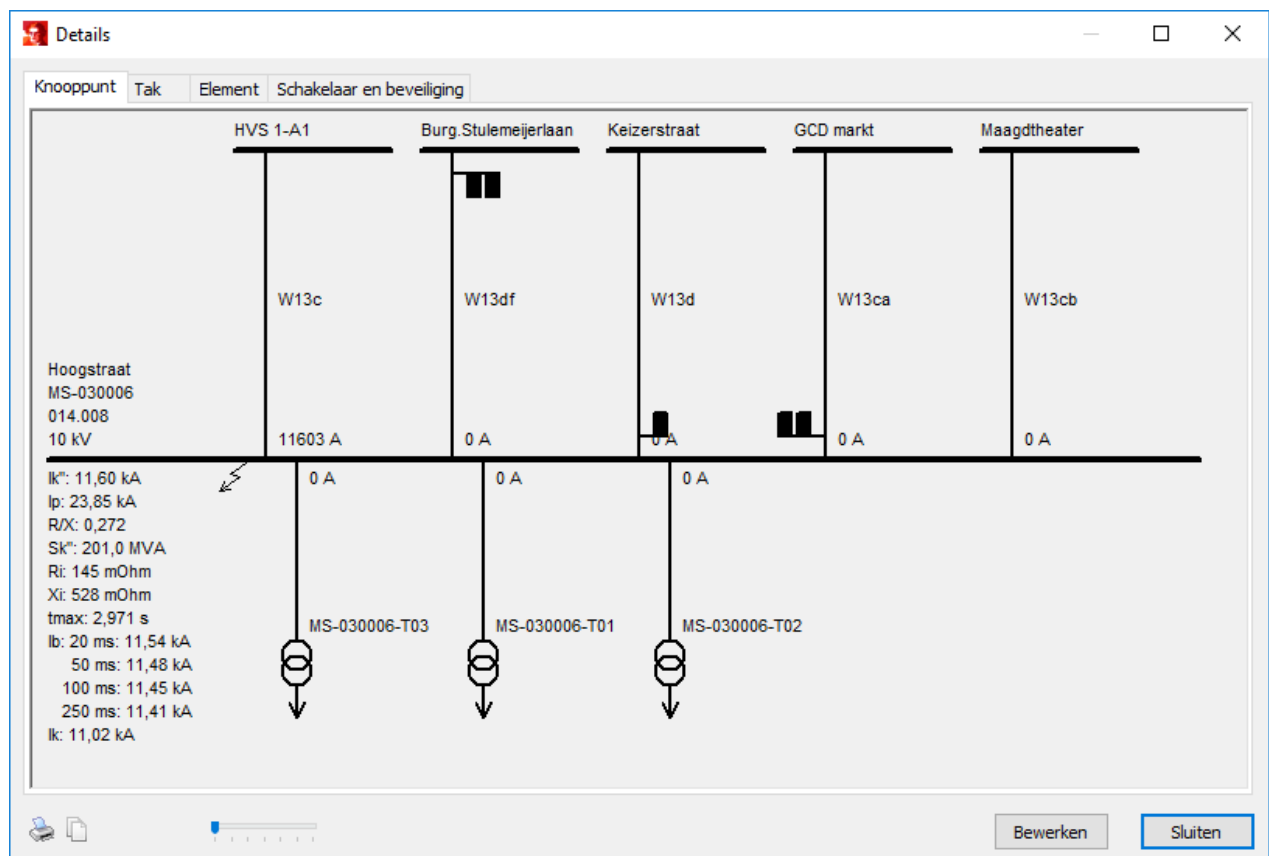 Details
Knooppunt Tak Element Schakelaar en beveiliging
HVS 1-A1 Burg.Stulemeijerlaan Keizerstraat GCD markt Maagdtheater
W13c W13df W13d W13ca W13cb
Hoogstraat
MS-030006
014.008
10 kV 11603 A 0 A 0 A 0 A 0 A
Ik": 11,60 kA 0 A 0 A 0 A
Ip: 23,85 kA
R/X: 0,272
Sk": 201,0 MVA
Ri: 145 mOhm
Xi: 528 mOhm
tmax: 2,971 s
MS-030006-T03 MS-030006-T01 MS-030006-T02
Ib: 20 ms: 11,54 kA
50 ms: 11,48 kA
100 ms: 11,45 kA
250 ms: 11,41 kA
Ik: 11,02 kA
Bewerken Sluiten